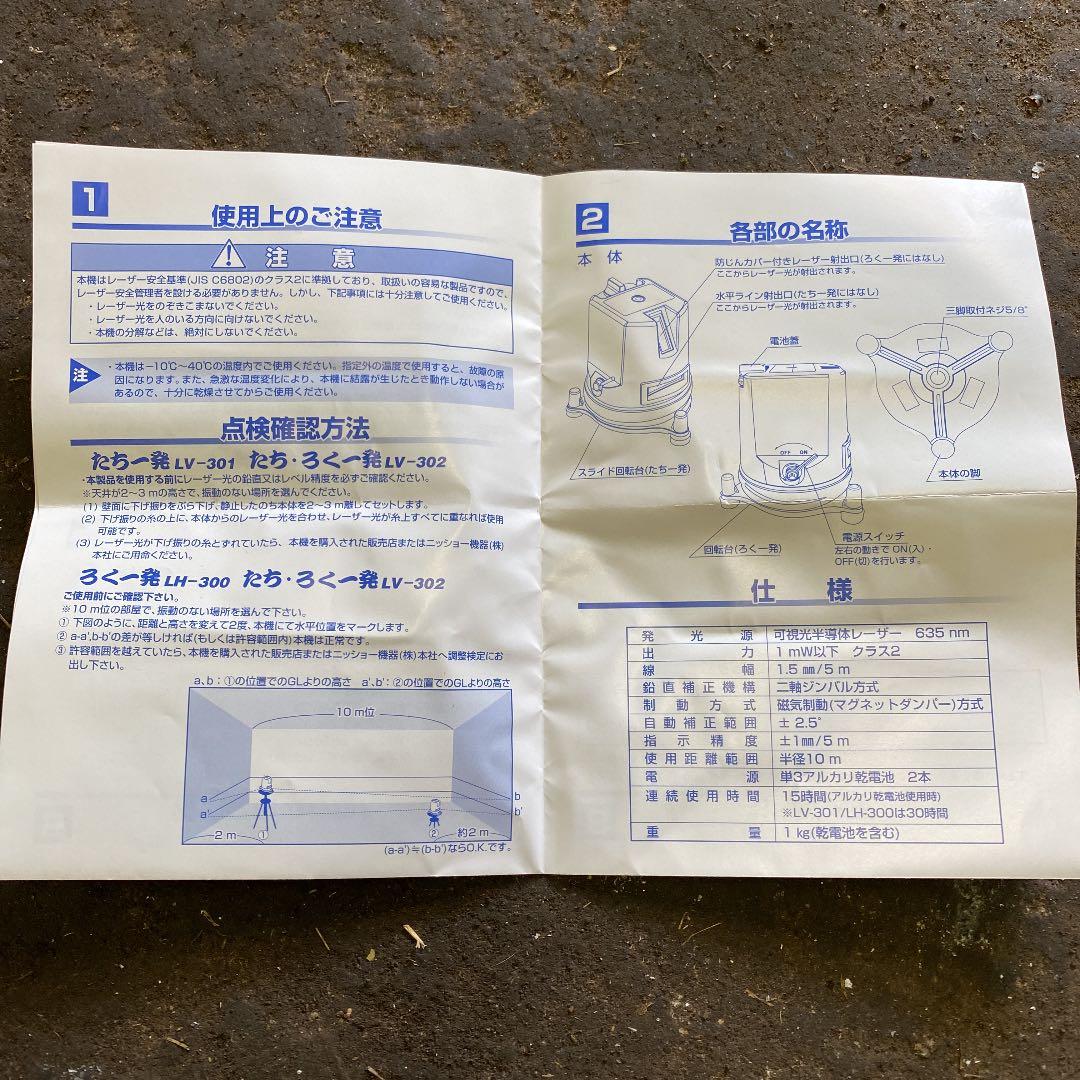 1
使用上のご注意
注 意
本機はレーザー安全基準(JIS C6802)のクラス2に準拠しており、取扱いの容易な製品ですので、
レーザー安全管理者を設ける必要がありません。しかし、下記事項には十分注意してご使用ください。
・レーザー光をのぞきこまないでください。
・レーザー光を人のいる方向に向けないでください。
・本機の分解などは、絶対にしないでください。
注
・本機は−10℃〜40℃の温度内でご使用ください。指定外の温度で使用すると、故障の原
因になります。また、急激な温度変化により、本機に結露が生じたとき動作しない場合が
あるので、十分に乾燥させてからご使用ください。
点検確認方法
たち一発 LV-301 たち・ろく一発 LV-302
・本製品を使用する前にレーザー光の鉛直又はレベル精度を必ずご確認ください。
※天井が2〜3 mの高さで、振動のない場所を選んでください。
(1) 壁面に下げ振りをぶら下げ、静止したのち本体を2〜3 m離してセットします。
(2) 下げ振りの糸の上に、本体からのレーザー光を合わせ、レーザー光が糸上すべてに重なれば使用
可能です。
(3) レーザー光が下げ振りの糸とずれていたら、本機を購入された販売店またはニッショー機器(株)
本社にご用命ください。
ろく一発 LH-300 たち・ろく一発 LV-302
ご使用前にご確認下さい。
※10 m位の部屋で、振動のない場所を選んで下さい。
① 下図のように、距離と高さを変えて2度、本機にて水平位置をマークします。
② a-a',b-b'の差が等しければ(もしくは許容範囲内)本機は正常です。
③ 許容範囲を越えていたら、本機を購入された販売店またはニッショー機器(株)本社へ調整検定にお
出し下さい。
a、b：①の位置でのGLよりの高さ a'、b'：②の位置でのGLよりの高さ
10 m位
a
a'
b
b'
2 m
①
②
約2 m
(a-a')≒(b-b')ならO.K.です。
2
各部の名称
本体
防じんカバー付きレーザー射出口(ろく一発にはなし)
ここからレーザー光が射出されます。
水平ライン射出口(たち一発にはなし)
ここからレーザー光が射出されます。
三脚取付ネジ5/8"
電池蓋
OFF ON
スライド回転台(たち一発)
本体の脚
電源スイッチ
左右の動きで ON(入)・
OFF(切)を行います。
回転台(ろく一発)
仕様
発光源 可視光半導体レーザー 635 nm
出力 1 mW以下 クラス2
線幅 1.5 ㎜/5 m
鉛直補正機構 二軸ジンバル方式
制動方式 磁気制動(マグネットダンパー)方式
自動補正範囲 ± 2.5°
指示精度 ±1㎜/5 m
使用距離範囲 半径10 m
電源 単3アルカリ乾電池 2本
連続使用時間 15時間(アルカリ乾電池使用時)
※LV-301/LH-300は30時間
重量 1 kg(乾電池を含む)